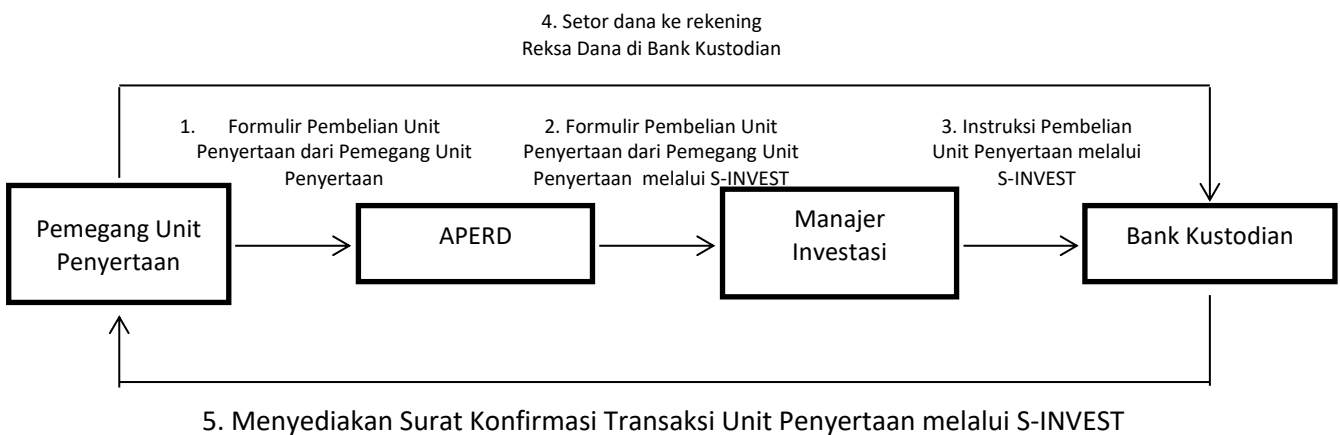 4. Setor dana ke rekening
Reksa Dana di Bank Kustodian
1. Formulir Pembelian Unit
Penyertaan dari Pemegang Unit
Penyertaan
2. Formulir Pembelian Unit
Penyertaan dari Pemegang Unit
Penyertaan melalui S-INVEST
3. Instruksi Pembelian
Unit Penyertaan melalui
S-INVEST
Pemegang Unit
Penyertaan
APERD
Manajer
Investasi
Bank Kustodian
5. Menyediakan Surat Konfirmasi Transaksi Unit Penyertaan melalui S-INVEST